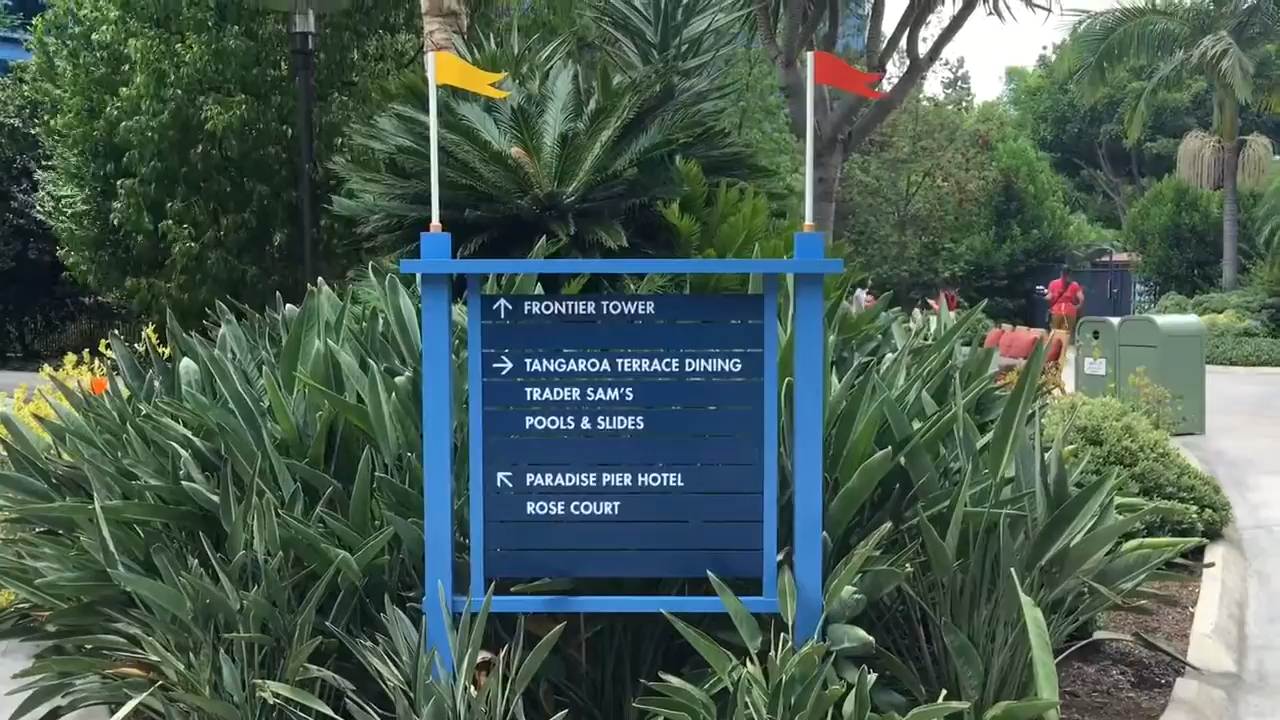 ↑ FRONTIER TOWER
→ TANGAROA TERRACE DINING
TRADER SAM'S
POOLS & SLIDES
↖ PARADISE PIER HOTEL
ROSE COURT